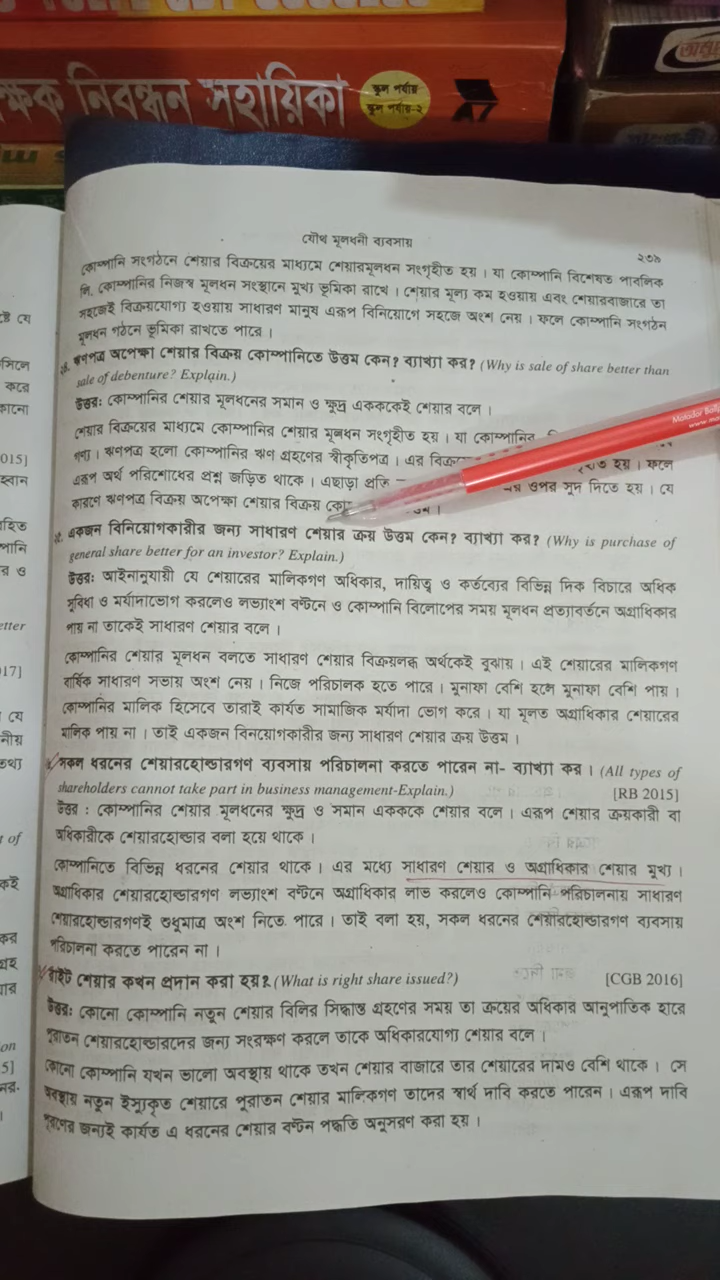 ক্ষক নিবন্ধন সহায়িকা
স্কুল পর্যায়
স্কুল পর্যায়-২
যৌথ মূলধনী ব্যবসায়
২৩৯
কোম্পানি সংগঠনে শেয়ার বিক্রয়ের মাধ্যমে শেয়ারমূলধন সংগৃহীত হয়। যা কোম্পানি বিশেষত পাবলিক
লি. কোম্পানির নিজস্ব মূলধন সংস্থানে মুখ্য ভূমিকা রাখে। শেয়ার মূল্য কম হওয়ায় এবং শেয়ারবাজারে তা
সহজেই বিক্রয়যোগ্য হওয়ায় সাধারণ মানুষ এরূপ বিনিয়োগে সহজে অংশ নেয়। ফলে কোম্পানি সংগঠন
মূলধন গঠনে ভূমিকা রাখতে পারে।
ঋণপত্র অপেক্ষা শেয়ার বিক্রয় কোম্পানিতে উত্তম কেন? ব্যাখ্যা কর? (Why is sale of share better than
sale of debenture? Explain.)
উত্তর: কোম্পানির শেয়ার মূলধনের সমান ও ক্ষুদ্র একককেই শেয়ার বলে।
শেয়ার বিক্রয়ের মাধ্যমে কোম্পানির শেয়ার মূলধন সংগৃহীত হয়। যা কোম্পানির
গণ্য। ঋণপত্র হলো কোম্পানির ঋণ গ্রহণের স্বীকৃতিপত্র। এর হয়। ফলে
এরূপ অর্থ পরিশোধের প্রশ্ন জড়িত থাকে। এছাড়া ওপর সুদ দিতে হয়। যে
কারণে ঋণপত্র বিক্রয় অপেক্ষা শেয়ার বিক্রয়
একজন বিনিয়োগকারীর জন্য সাধারণ শেয়ার ক্রয় উত্তম কেন? ব্যাখ্যা কর? (Why is purchase of
general share better for an investor? Explain.)
উত্তর: আইনানুযায়ী যে শেয়ারের মালিকগণ অধিকার, দায়িত্ব ও কর্তব্যের বিভিন্ন দিক বিচারে অধিক
সুবিধা ও মর্যাদাভোগ করলেও লভ্যাংশ বণ্টনে ও কোম্পানি বিলোপের সময় মূলধন প্রত্যাবর্তনে অগ্রাধিকার
পায় না তাকেই সাধারণ শেয়ার বলে।
কোম্পানির শেয়ার মূলধন বলতে সাধারণ শেয়ার বিক্রয়লব্ধ অর্থকেই বুঝায়। এই শেয়ারের মালিকগণ
বার্ষিক সাধারণ সভায় অংশ নেয়। নিজে পরিচালক হতে পারে। মুনাফা বেশি হলে মুনাফা বেশি পায়।
কোম্পানির মালিক হিসেবে তারাই কার্যত সামাজিক মর্যাদা ভোগ করে। যা মূলত অগ্রাধিকার শেয়ারের
মালিক পায় না। তাই একজন বিনয়োগকারীর জন্য সাধারণ শেয়ার ক্রয় উত্তম।
সকল ধরনের শেয়ারহোল্ডারগণ ব্যবসায় পরিচালনা করতে পারেন না- ব্যাখ্যা কর। (All types of
shareholders cannot take part in business management-Explain.) [RB 2015]
উত্তর : কোম্পানির শেয়ার মূলধনের ক্ষুদ্র ও সমান একককে শেয়ার বলে। এরূপ শেয়ার ক্রয়কারী বা
অধিকারীকে শেয়ারহোল্ডার বলা হয়ে থাকে।
কোম্পানিতে বিভিন্ন ধরনের শেয়ার থাকে। এর মধ্যে সাধারণ শেয়ার ও অগ্রাধিকার শেয়ার মুখ্য।
অগ্রাধিকার শেয়ারহোল্ডারগণ লভ্যাংশ বণ্টনে অগ্রাধিকার লাভ করলেও কোম্পানি পরিচালনায় সাধারণ
শেয়ারহোল্ডারগণই শুধুমাত্র অংশ নিতে পারে। তাই বলা হয়, সকল ধরনের শেয়ারহোল্ডারগণ ব্যবসায়
পরিচালনা করতে পারেন না।
রাইট শেয়ার কখন প্রদান করা হয়? (What is right share issued?) [CGB 2016]
উত্তর: কোনো কোম্পানি নতুন শেয়ার বিলির সিদ্ধান্ত গ্রহণের সময় তা ক্রয়ের অধিকার আনুপাতিক হারে
পুরাতন শেয়ারহোল্ডারদের জন্য সংরক্ষণ করলে তাকে অধিকারযোগ্য শেয়ার বলে।
কোনো কোম্পানি যখন ভালো অবস্থায় থাকে তখন শেয়ার বাজারে তার শেয়ারের দামও বেশি থাকে। সে
অবস্থায় নতুন ইস্যুকৃত শেয়ারে পুরাতন শেয়ার মালিকগণ তাদের স্বার্থ দাবি করতে পারেন। এরূপ দাবি
পূরণের জন্যই কার্যত এ ধরনের শেয়ার বণ্টন পদ্ধতি অনুসরণ করা হয়।